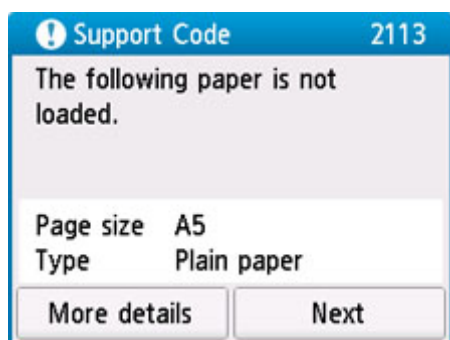 Support Code 2113
The following paper is not
loaded.
Page size A5
Type Plain paper
More details Next